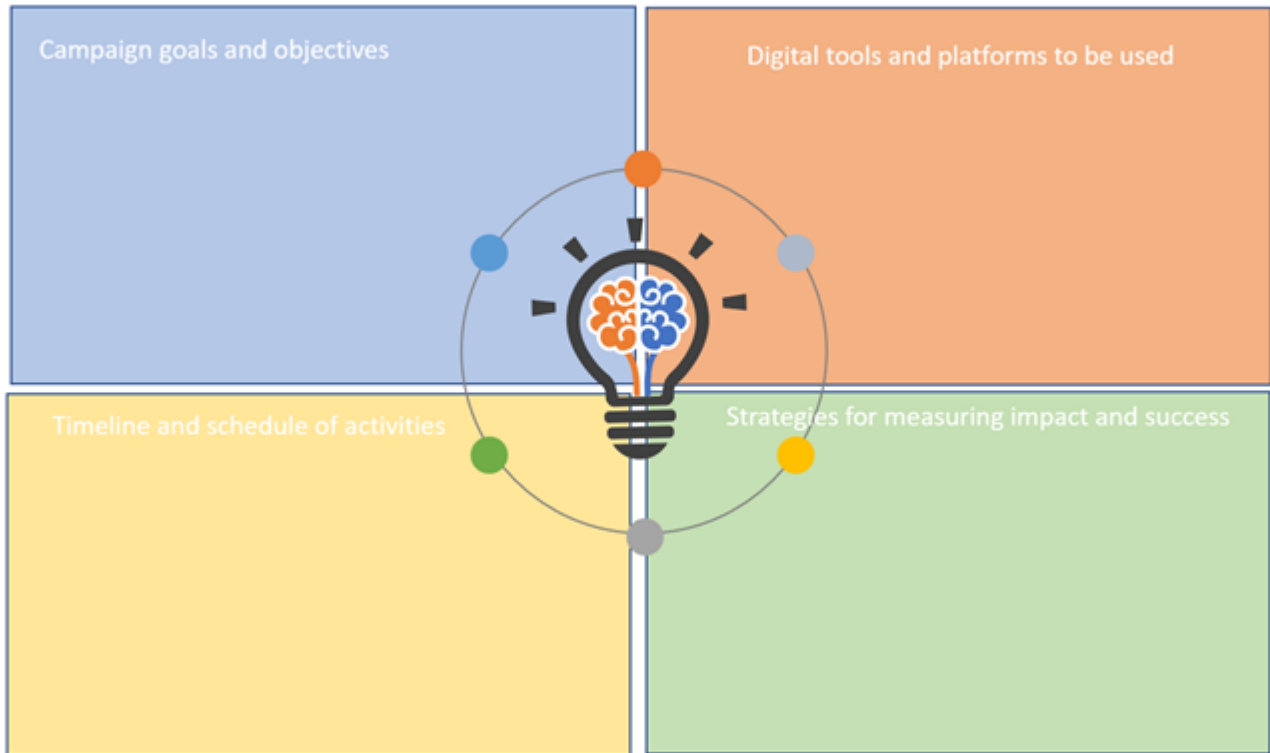 Campaign goals and objectives
Digital tools and platforms to be used
Timeline and schedule of activities
Strategies for measuring impact and success